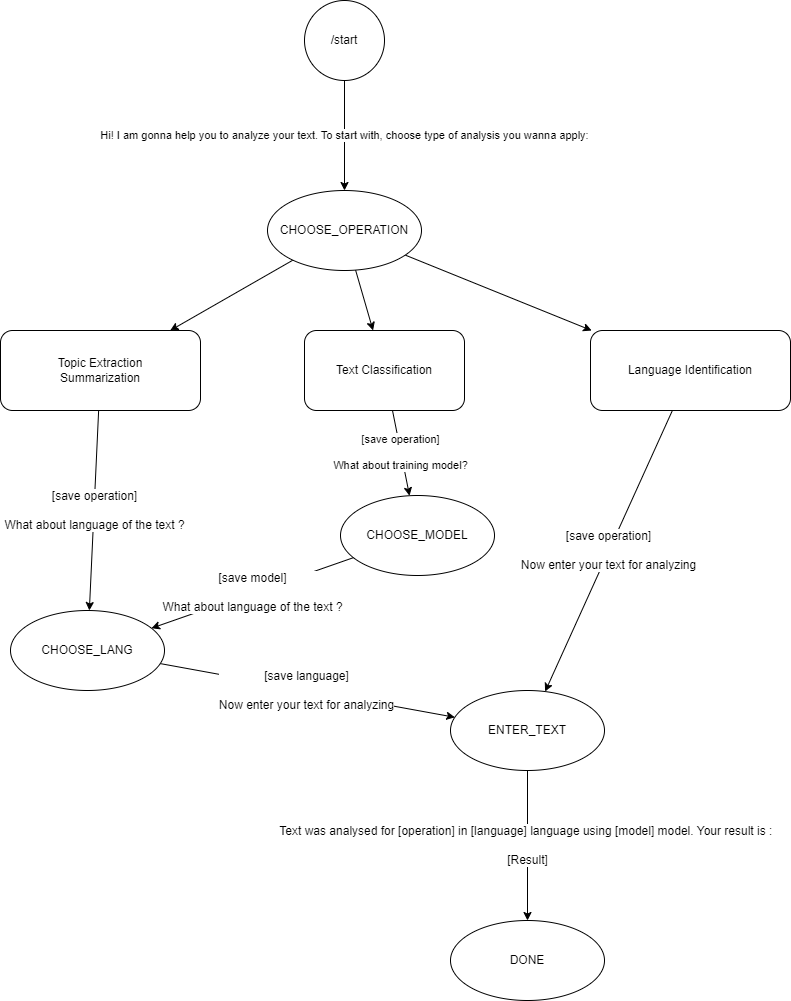 /start
Hi! I am gonna help you to analyze your text. To start with, choose type of analysis you wanna apply:
CHOOSE_OPERATION
Topic Extraction
Summarization
Text Classification
Language Identification
[save operation]
What about training model?
[save operation]
What about language of the text ?
CHOOSE_MODEL
[save operation]
Now enter your text for analyzing
[save model]
What about language of the text ?
CHOOSE_LANG
[save language]
Now enter your text for analyzing
ENTER_TEXT
Text was analysed for [operation] in [language] language using [model] model. Your result is :
[Result]
DONE